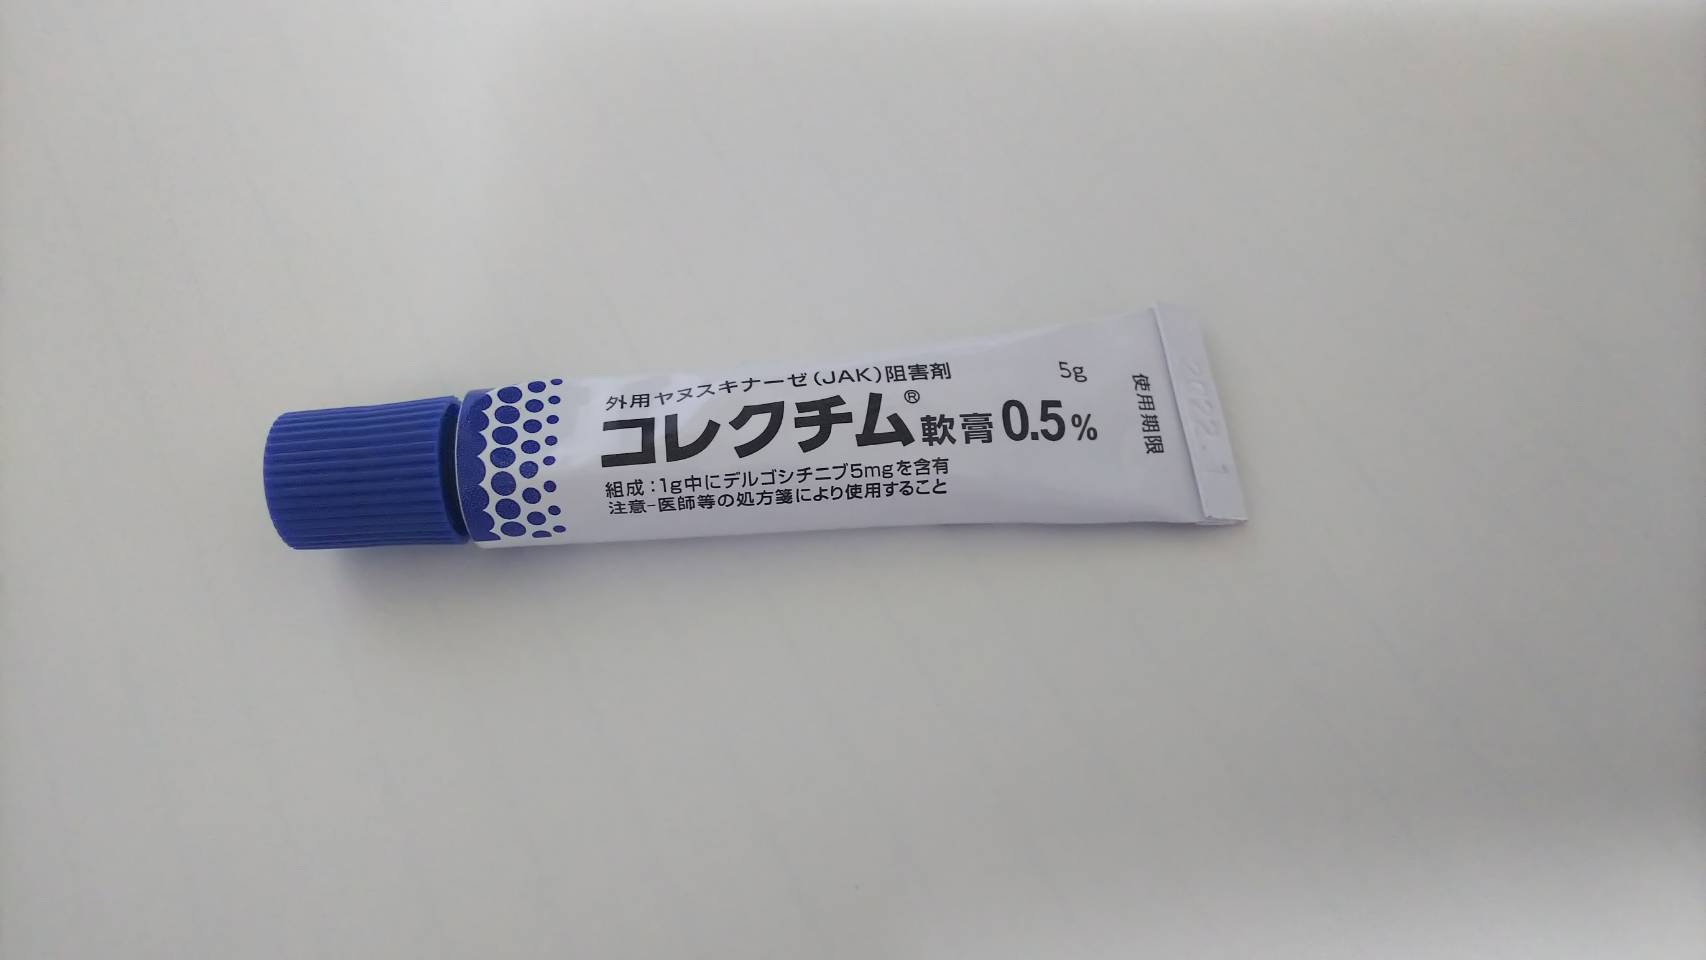 外用ヤヌスキナーゼ(JAK)阻害剤
コレクチム® 軟膏 0.5%
組成:1g中にデルゴシチニブ5mgを含有
注意-医師等の処方箋により使用すること
5g
使用期限
2022.1